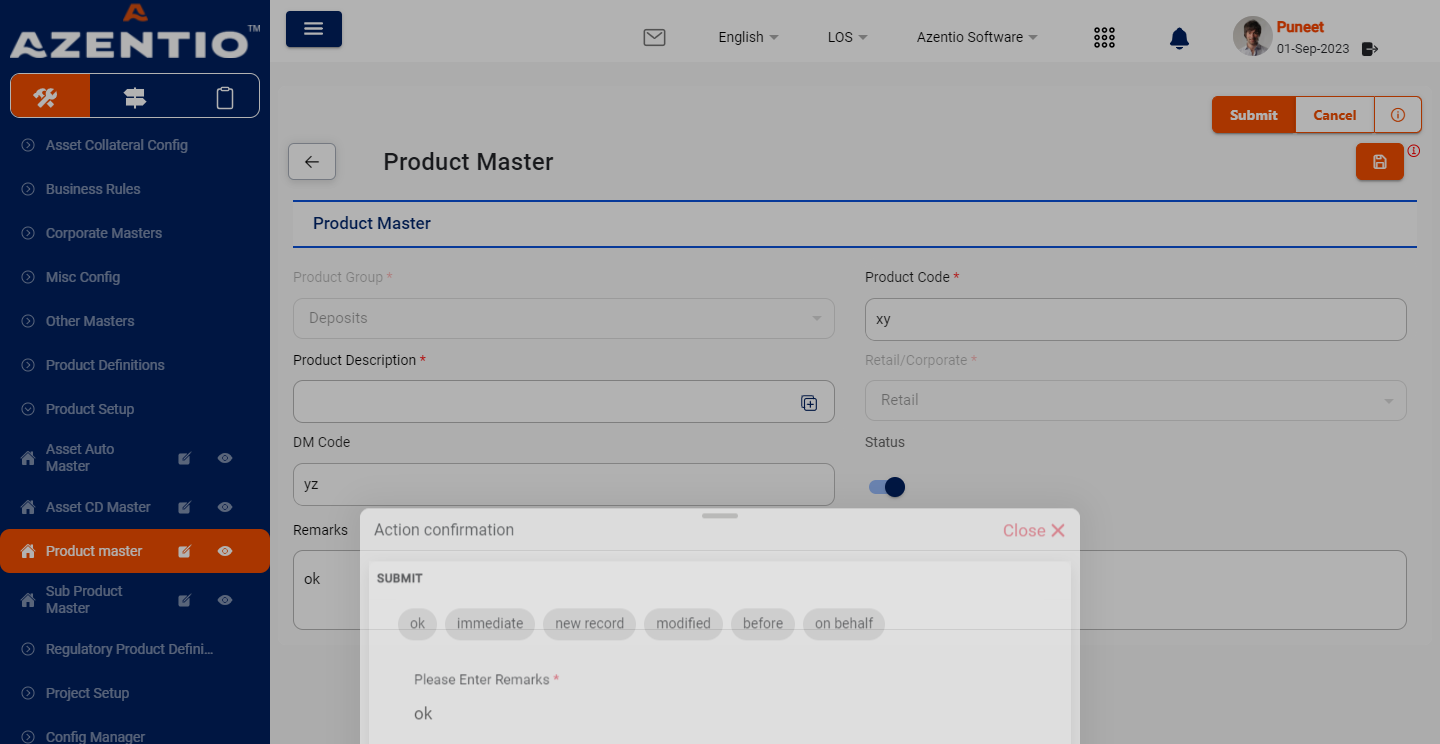 AZENTIO™
English
LOS
Azentio Software
Puneet
01-Sep-2023
Asset Collateral Config
Business Rules
Corporate Masters
Misc Config
Other Masters
Product Definitions
Product Setup
Asset Auto
Master
Asset CD Master
Product master
Sub Product
Master
Regulatory Product Defini...
Project Setup
Config Manager
Submit
Cancel
Product Master
Product Master
Product Group *
Deposits
Product Code *
xy
Product Description *
Retail/Corporate *
Retail
DM Code
yz
Status
Remarks
ok
Action confirmation
Close
SUBMIT
ok
immediate
new record
modified
before
on behalf
Please Enter Remarks *
ok